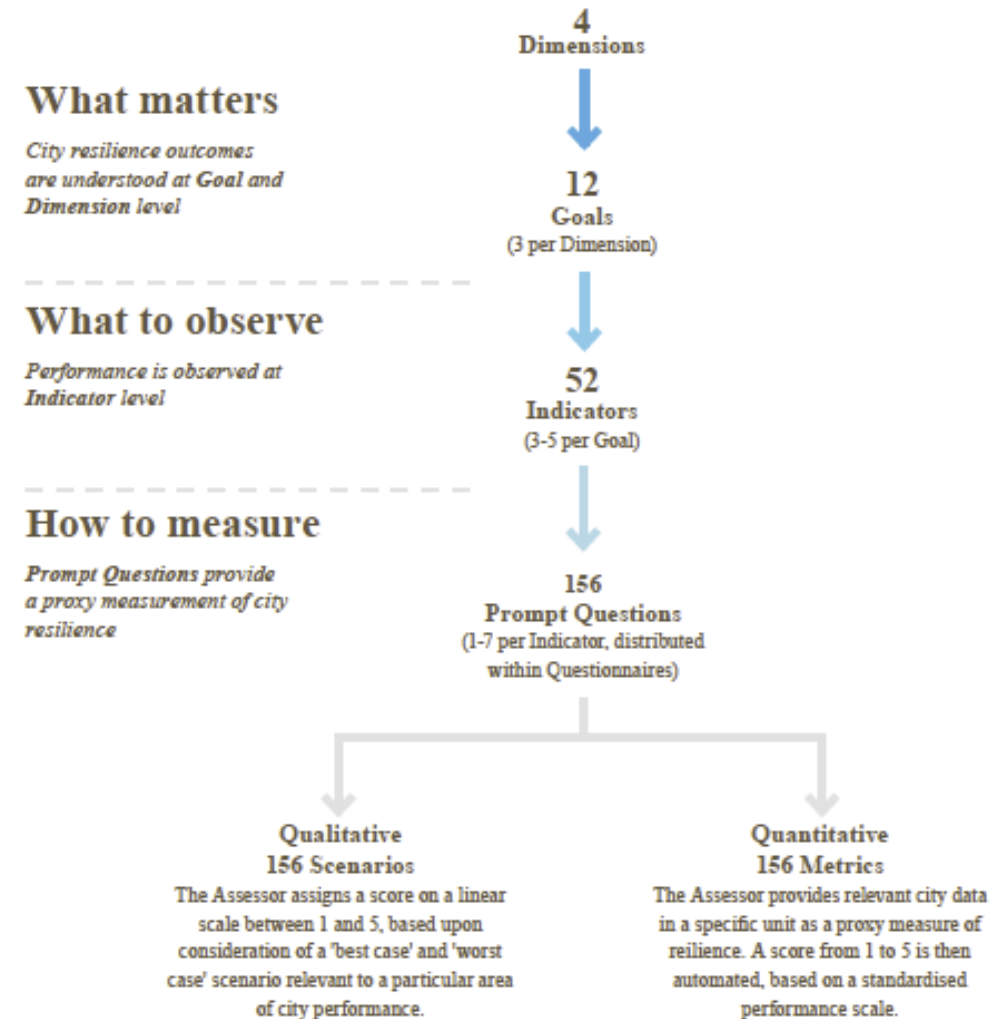 4
Dimensions
What matters
City resilience outcomes
are understood at Goal and
Dimension level
12
Goals
(3 per Dimension)
What to observe
Performance is observed at
Indicator level
52
Indicators
(3-5 per Goal)
How to measure
Prompt Questions provide
a proxy measurement of city
resilience
156
Prompt Questions
(1-7 per Indicator, distributed
within Questionnaires)
Qualitative
156 Scenarios
The Assessor assigns a score on a linear
scale between 1 and 5, based upon
consideration of a 'best case' and 'worst
case' scenario relevant to a particular area
of city performance.
Quantitative
156 Metrics
The Assessor provides relevant city data
in a specific unit as a proxy measure of
reilience. A score from 1 to 5 is then
automated, based on a standardised
performance scale.